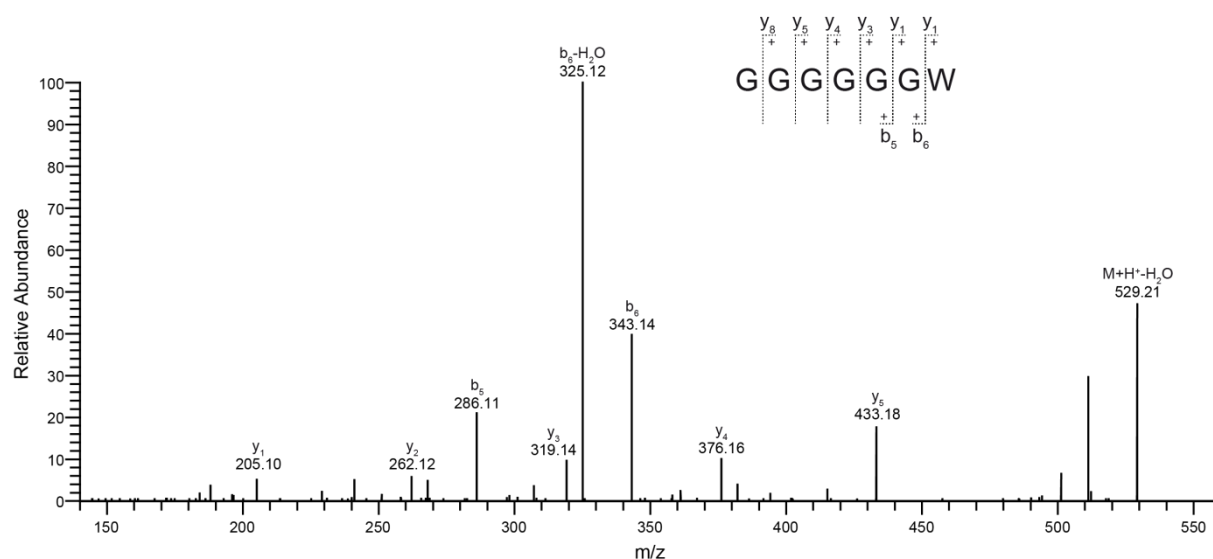 y8 y5 y4 y3 y1 y1
+ + + + + +
GGGGGGW
+ +
b5 b6
b6-H2O
325.12
M+H+-H2O
529.21
b6
343.14
b5
286.11
y5
433.18
y3
319.14
y4
376.16
y1
205.10
y2
262.12
Relative Abundance
100
90
80
70
60
50
40
30
20
10
0
150 200 250 300 350 400 450 500 550
m/z